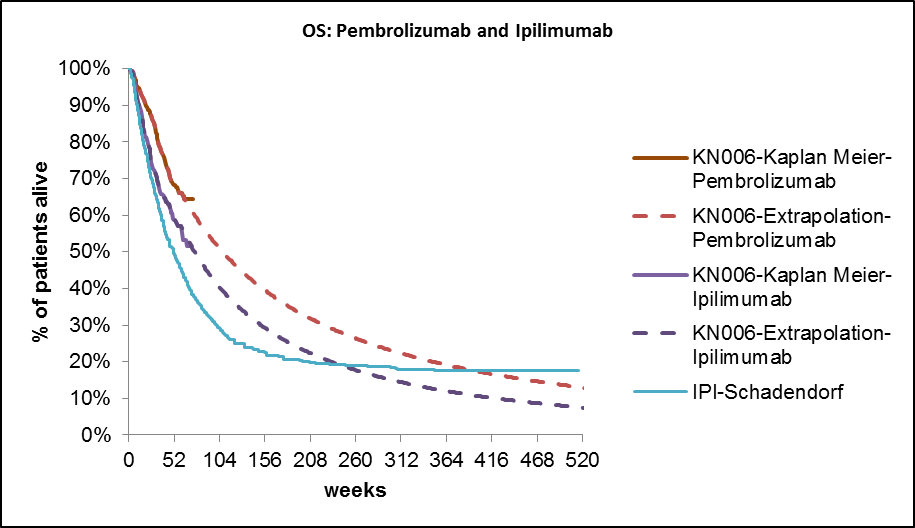 OS: Pembrolizumab and Ipilimumab
100%
90%
80%
70%
60%
50%
40%
30%
20%
10%
0%
% of patients alive
0 52 104 156 208 260 312 364 416 468 520
weeks
KN006-Kaplan Meier-
Pembrolizumab
KN006-Extrapolation-
Pembrolizumab
KN006-Kaplan Meier-
Ipilimumab
KN006-Extrapolation-
Ipilimumab
IPI-Schadendorf